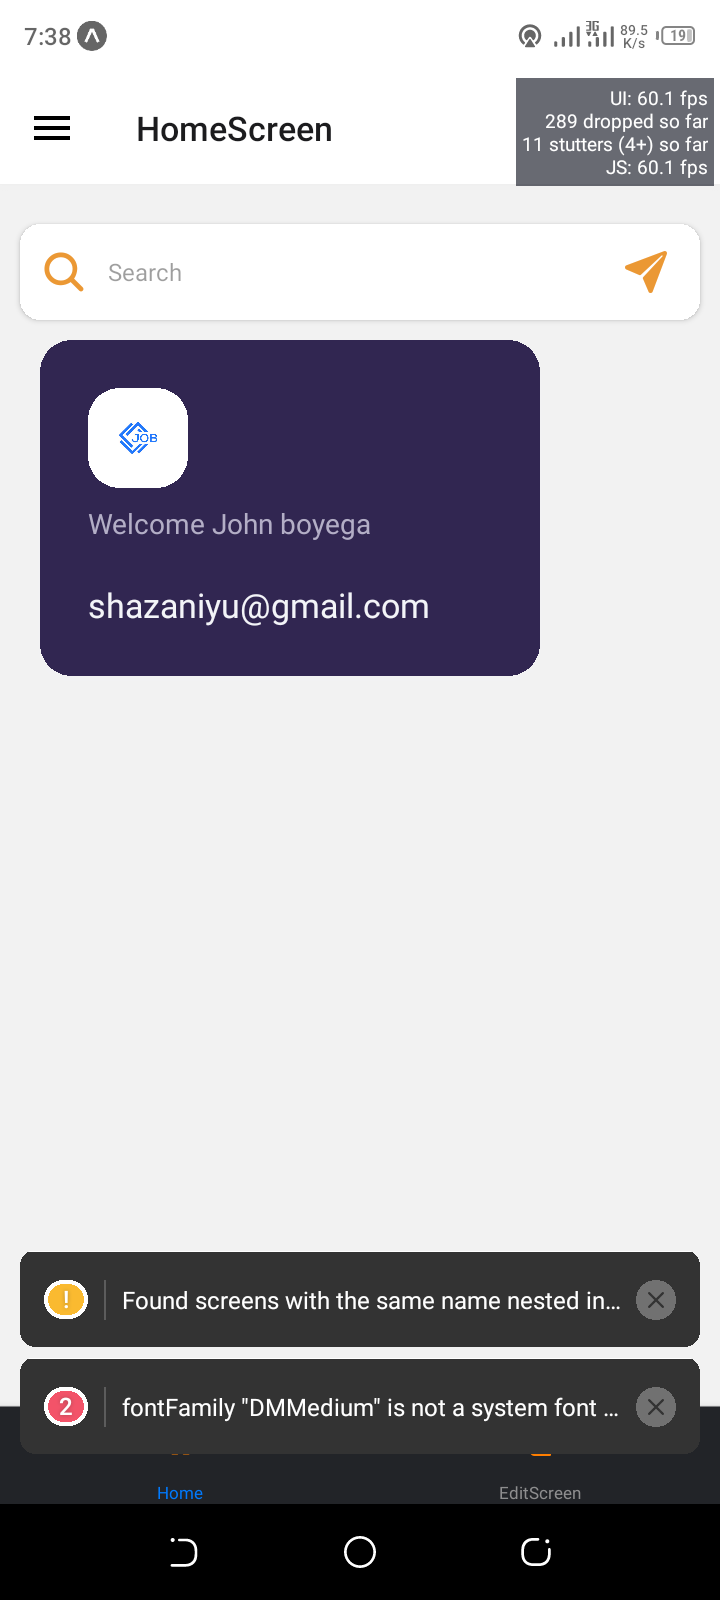 7:38
3G
89.5
K/s
19
HomeScreen
UI: 60.1 fps
289 dropped so far
11 stutters (4+) so far
JS: 60.1 fps
Search
JOB
Welcome John boyega
shazaniyu@gmail.com
! Found screens with the same name nested in...
2 fontFamily "DMMedium" is not a system font ...
Home
EditScreen